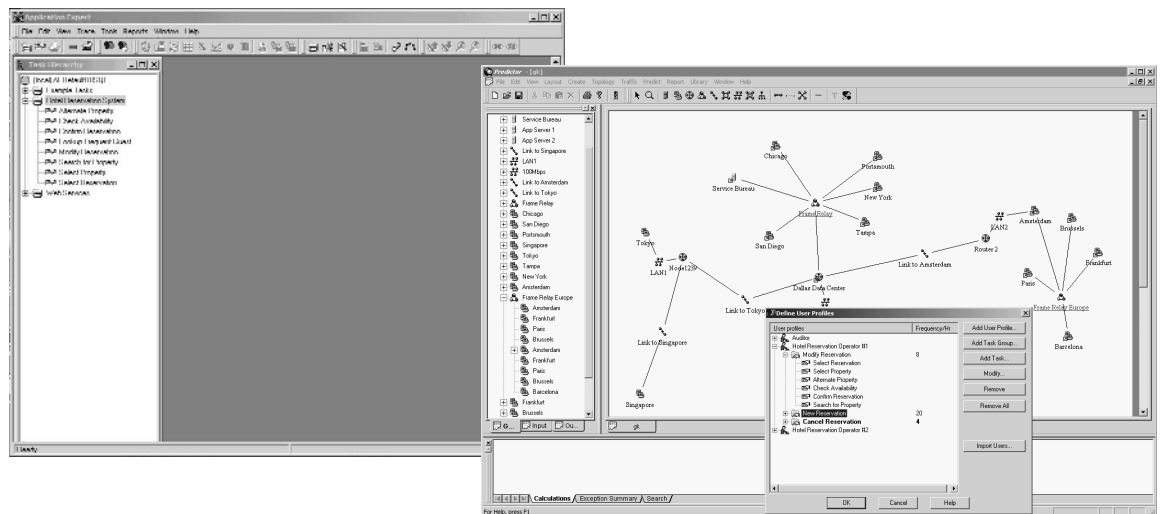 Application Expert
File Edit View Trace Tools Reports Window Help
Task Hierarchy
Example Tasks
Hotel Reservation System
Alternate Property
Check Availability
Confirm Reservation
Lookup Frequent Guest
Modify Reservation
Search for Property
Select Property
Select Reservation
Web Services
Ready
Predictor - [gk]
File Edit View Layout Create Topology Traffic Predict Report Library Window Help
Service Bureau
App Server 1
App Server 2
Link to Singapore
LAN1
100Mbps
Link to Amsterdam
Link to Tokyo
Frame Relay
Chicago
San Diego
Portsmouth
Singapore
Tokyo
Tampa
New York
Amsterdam
Frame Relay Europe
Amsterdam
Frankfurt
Paris
Brussels
Amsterdam
Frankfurt
Paris
Brussels
Barcelona
Frankfurt
Brussels
G... Input Ou...
Chicago
Portsmouth
Service Bureau
New York
Frame Relay
Tampa
San Diego
Tokyo
LAN1
Node1239
Link to Singapore
Singapore
Link to Tokyo
Dallas Data Center
Link to Amsterdam
Router 2
LAN2
Amsterdam
Brussels
Frankfurt
Paris
Frame Relay Europe
Barcelona
gk
Define User Profiles
User profiles Frequency/Hr
Auditor
Hotel Reservation Operator #1
Modify Reservation 8
Select Reservation
Select Property
Alternate Property
Check Availability
Confirm Reservation
Search for Property
New Reservation 20
Cancel Reservation 4
Hotel Reservation Operator #2
Add User Profile...
Add Task Group...
Add Task...
Modify...
Remove
Remove All
Import Users...
OK Cancel Help
Calculations Exception Summary Search
For Help, press F1